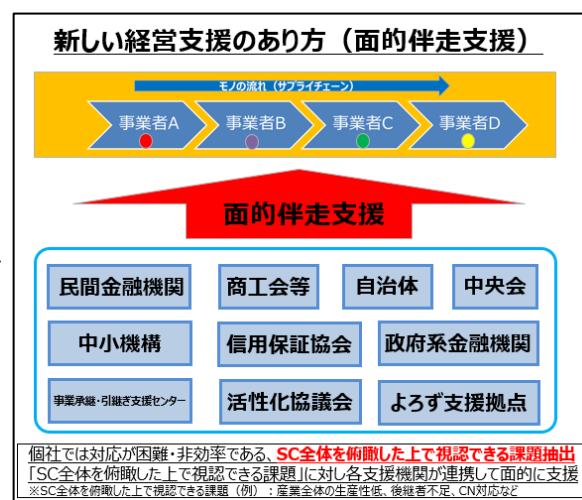 新しい経営支援のあり方（面的伴走支援）
モノの流れ（サプライチェーン）
事業者A 事業者B 事業者C 事業者D
面的伴走支援
民間金融機関 商工会等 自治体 中央会
中小機構 信用保証協会 政府系金融機関
事業承継・引継ぎ支援センター 活性化協議会 よろず支援拠点
個社では対応が困難・非効率である、SC全体を俯瞰した上で視認できる課題抽出
「SC全体を俯瞰した上で視認できる課題」に対し各支援機関が連携して面的に支援
※SC全体を俯瞰した上で視認できる課題（例）：産業全体の生産性低、後継者不足、CN対応など